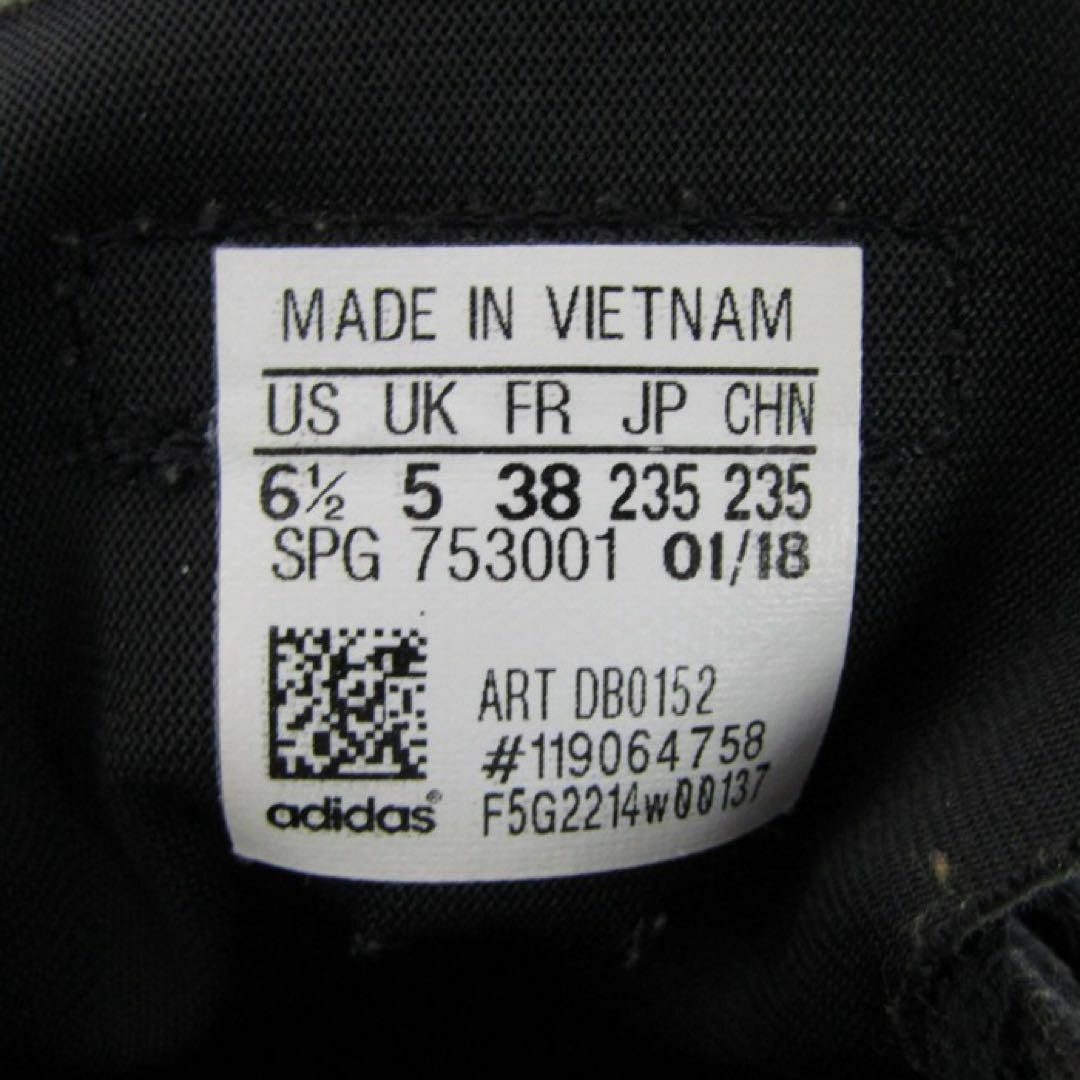 MADE IN VIETNAM
US UK FR JP CHN
6½ 5 38 235 235
SPG 753001 01/18
ART DB0152
#119064758
adidas® F5G2214w00137